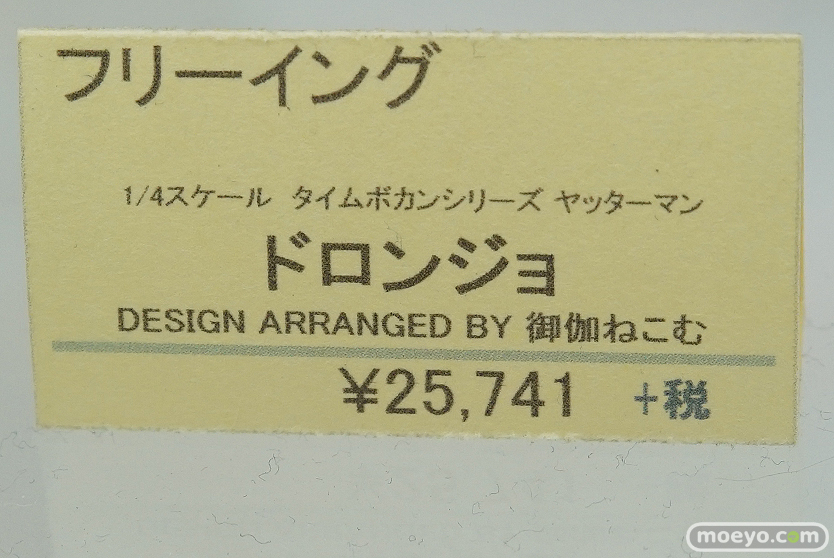 フリーイング
1/4スケール タイムボカンシリーズ ヤッターマン
ドロンジョ
DESIGN ARRANGED BY 御伽ねこむ
¥25,741 +税
moeyo.com